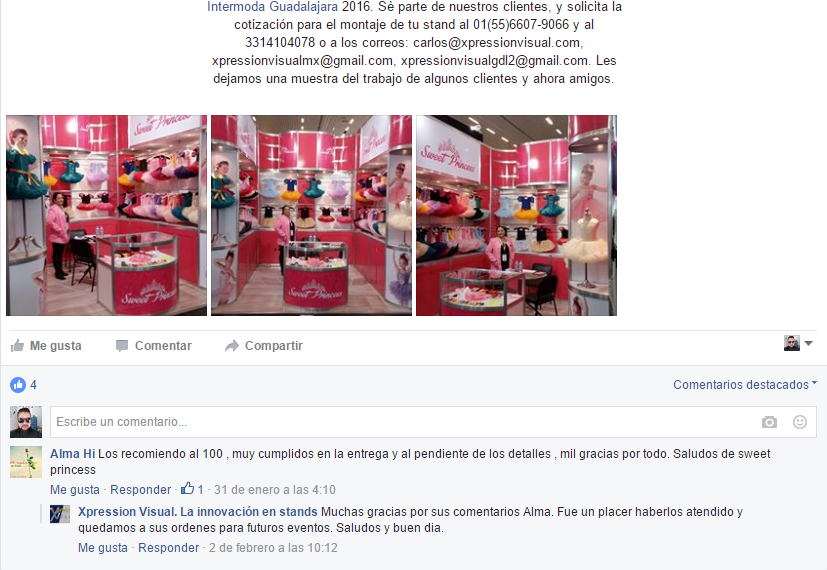 Intermoda Guadalajara 2016. Sé parte de nuestros clientes, y solicita la
cotización para el montaje de tu stand al 01(55)6607-9066 y al
3314104078 o a los correos: carlos@xpressionvisual.com,
xpressionvisualmx@gmail.com, xpressionvisualgdl2@gmail.com. Les
dejamos una muestra del trabajo de algunos clientes y ahora amigos.
Sweet Princess
Sweet Princess
Sweet Princess
Sweet Princess
Me gusta Comentar Compartir
4 Comentarios destacados
Escribe un comentario...
Alma Hi Los recomiendo al 100 , muy cumplidos en la entrega y al pendiente de los detalles , mil gracias por todo. Saludos de sweet
princess
Me gusta · Responder · 1 · 31 de enero a las 4:10
Xpression Visual. La innovación en stands Muchas gracias por sus comentarios Alma. Fue un placer haberlos atendido y
quedamos a sus ordenes para futuros eventos. Saludos y buen dia.
Me gusta · Responder · 2 de febrero a las 10:12